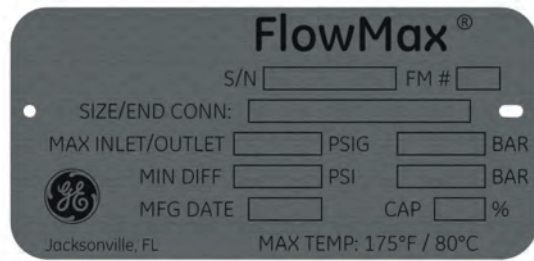 FlowMax®
S/N FM #
SIZE/END CONN:
MAX INLET/OUTLET PSIG BAR
MIN DIFF PSI BAR
MFG DATE CAP %
GE
Jacksonville, FL MAX TEMP: 175°F / 80°C